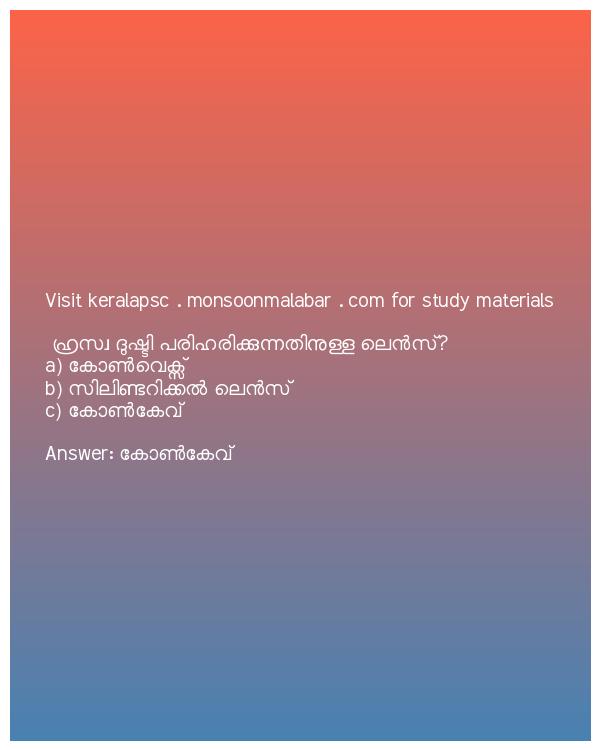 Visit keralapsc . monsoonmalabar . com for study materials
ഹ്രസ്വ ദൃഷ്ടി പരിഹരിക്കുന്നതിനുള്ള ലെൻസ്?
a) കോൺവെക്സ്
b) സിലിണ്ടറിക്കൽ ലെൻസ്
c) കോൺകേവ്
Answer: കോൺകേവ്